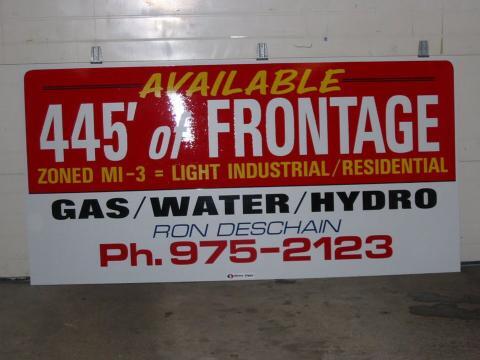 AVAILABLE
445' of FRONTAGE
ZONED MI-3 = LIGHT INDUSTRIAL/RESIDENTIAL
GAS/WATER/HYDRO
RON DESCHAIN
Ph. 975-2123